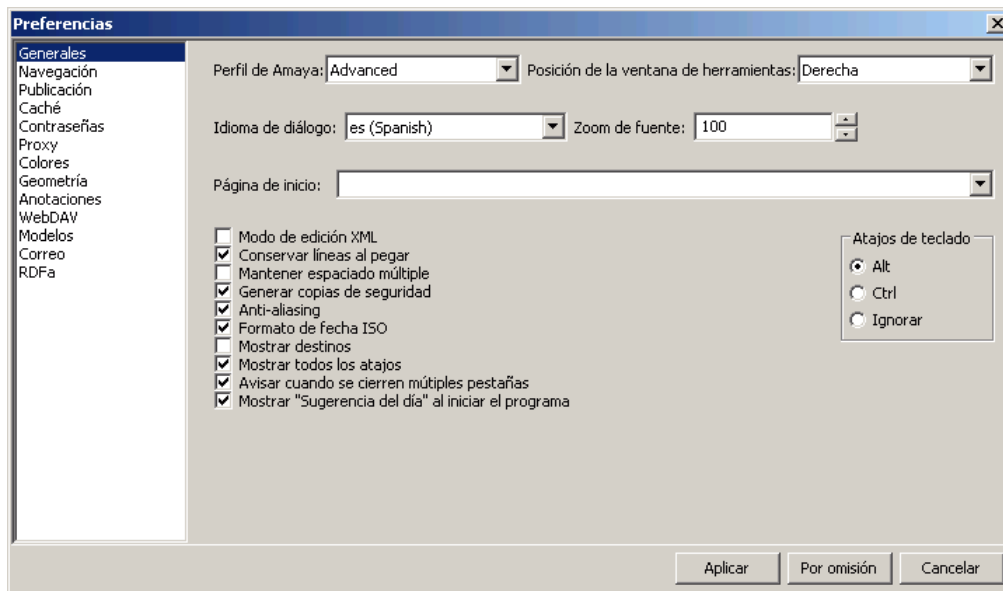 Preferencias
Generales
Navegación
Publicación
Caché
Contraseñas
Proxy
Colores
Geometría
Anotaciones
WebDAV
Modelos
Correo
RDFa
Perfil de Amaya: Advanced
Posición de la ventana de herramientas: Derecha
Idioma de diálogo: es (Spanish)
Zoom de fuente: 100
Página de inicio:
Modo de edición XML
Conservar líneas al pegar
Mantener espaciado múltiple
Generar copias de seguridad
Anti-aliasing
Formato de fecha ISO
Mostrar destinos
Mostrar todos los atajos
Avisar cuando se cierren mútiples pestañas
Mostrar "Sugerencia del día" al iniciar el programa
Atajos de teclado
Alt
Ctrl
Ignorar
Aplicar
Por omisión
Cancelar